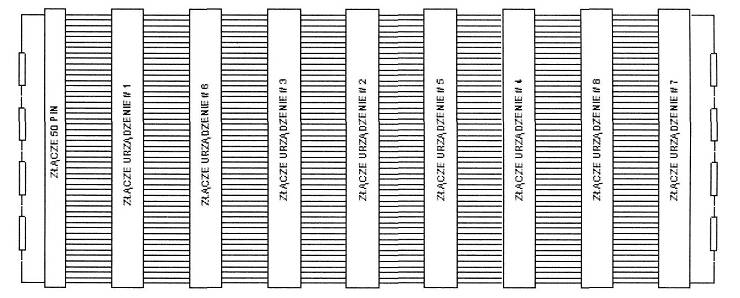 ZŁĄCZE 50 PIN
ZŁĄCZE URZĄDZENIE # 1
ZŁĄCZE URZĄDZENIE # 6
ZŁĄCZE URZĄDZENIE # 3
ZŁĄCZE URZĄDZENIE # 2
ZŁĄCZE URZĄDZENIE # 5
ZŁĄCZE URZĄDZENIE # 4
ZŁĄCZE URZĄDZENIE # 8
ZŁĄCZE URZĄDZENIE # 7